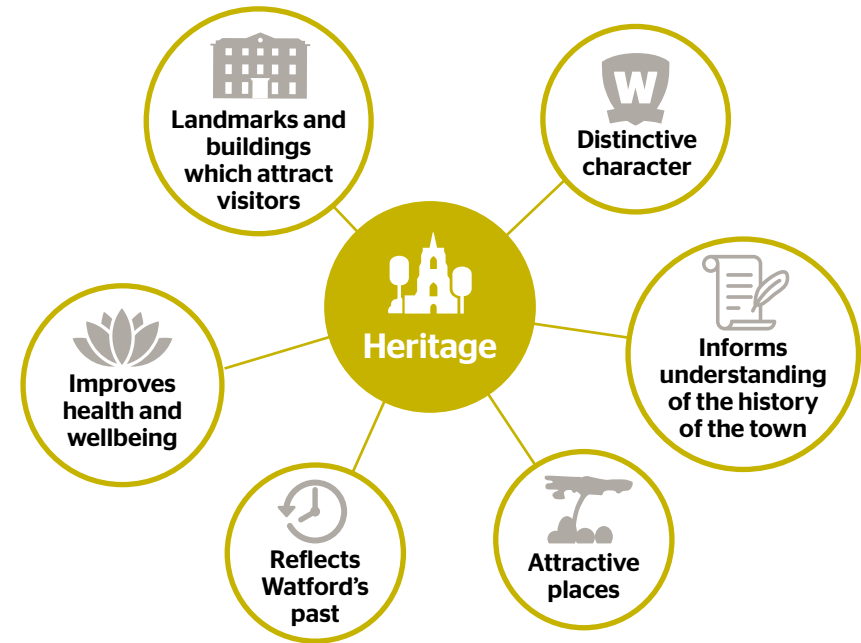 Landmarks and
buildings
which attract
visitors
W
Distinctive
character
Heritage
Informs
understanding
of the history
of the town
Improves
health and
wellbeing
Reflects
Watford’s
past
Attractive
places